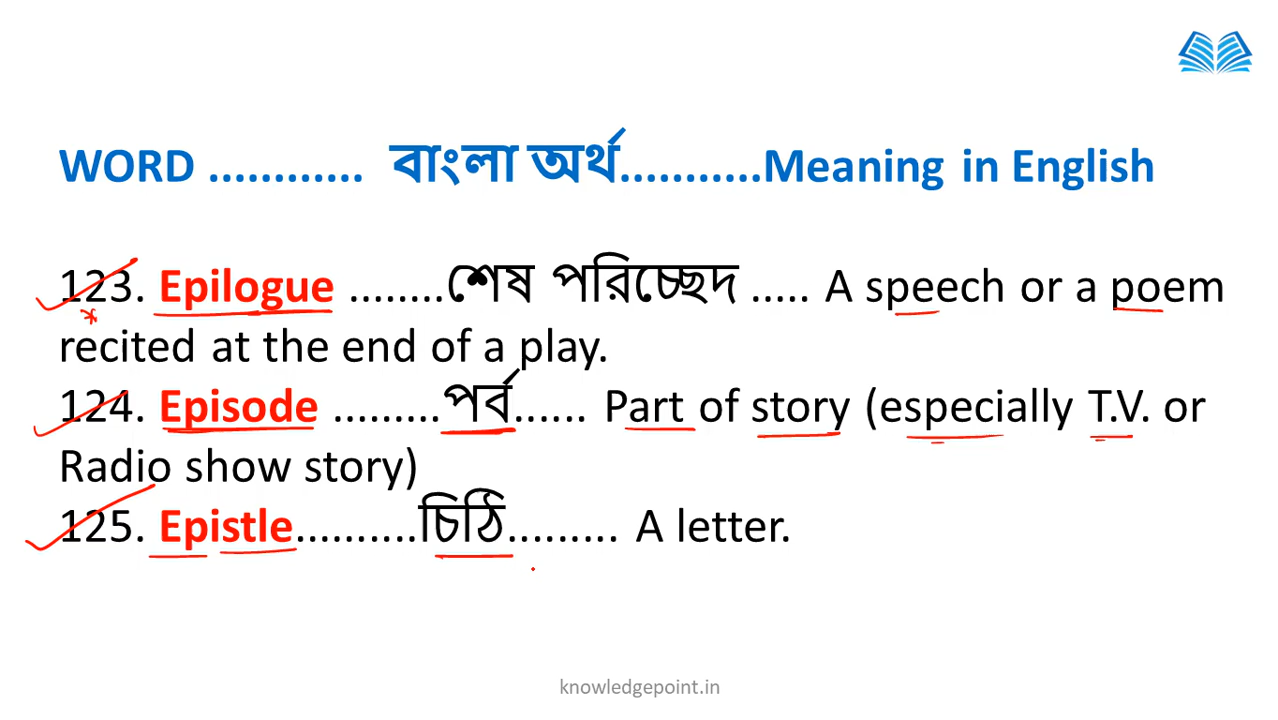 WORD ............ বাংলা অর্থ...........Meaning in English
123. Epilogue ........শেষ পরিচ্ছেদ ..... A speech or a poem
recited at the end of a play.
124. Episode .........পর্ব...... Part of story (especially T.V. or
Radio show story)
125. Epistle..........চিঠি......... A letter.
knowledgepoint.in